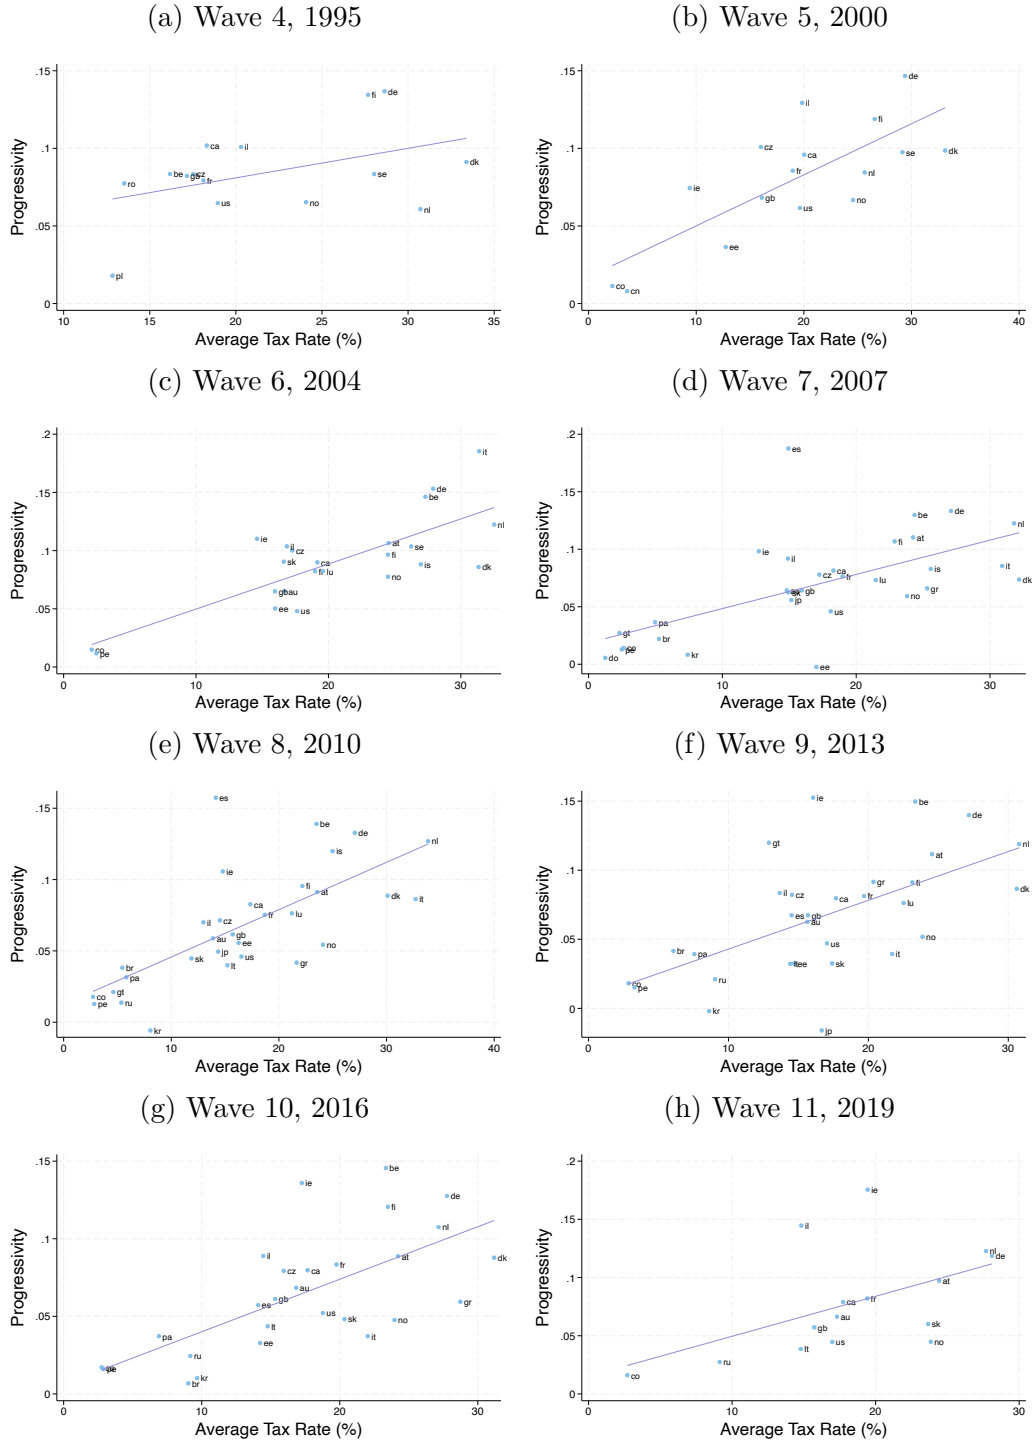 (a) Wave 4, 1995
.15
.1
.05
0
Progressivity
fi
de
ca
il
dk
be
cz
se
ro
fr
us
no
nl
pl
10 15 20 25 30 35
Average Tax Rate (%)
(b) Wave 5, 2000
.15
.1
.05
0
Progressivity
de
il
fi
cz
ca
se
dk
fr
nl
ie
gb
no
us
ee
co
cn
0 10 20 30 40
Average Tax Rate (%)
(c) Wave 6, 2004
.2
.15
.1
.05
0
Progressivity
it
de
be
nl
ie
at
il
cz
se
fi
sk
ca
is
dk
lu
no
gb
au
ee
us
co
pe
0 10 20 30
Average Tax Rate (%)
(d) Wave 7, 2007
.2
.15
.1
.05
0
Progressivity
es
de
be
nl
at
fi
ie
il
is
it
ca
cz
fr
lu
dk
gr
gb
jp
no
us
pa
gt
br
co
pe
kr
do
ee
0 10 20 30
Average Tax Rate (%)
(e) Wave 8, 2010
.15
.1
.05
0
Progressivity
es
be
de
nl
is
ie
fi
at
dk
it
ca
lu
fr
cz
il
gb
au
ee
no
jp
us
sk
gr
lt
br
pa
gt
co
ru
pe
kr
0 10 20 30 40
Average Tax Rate (%)
(f) Wave 9, 2013
.15
.1
.05
0
Progressivity
ie
be
de
gt
nl
at
gr
fi
dk
il
cz
fr
ca
lu
es
gb
au
no
us
br
pa
it
ee
sk
ru
co
pe
kr
jp
0 10 20 30
Average Tax Rate (%)
(g) Wave 10, 2016
.15
.1
.05
0
Progressivity
be
ie
de
fi
nl
il
at
dk
fr
cz
ca
au
gb
gr
es
us
sk
no
lt
pa
it
ee
ru
pe
kr
br
0 10 20 30
Average Tax Rate (%)
(h) Wave 11, 2019
.2
.15
.1
.05
0
Progressivity
ie
il
nl
de
at
fr
ca
au
sk
gb
us
no
lt
ru
co
0 10 20 30
Average Tax Rate (%)